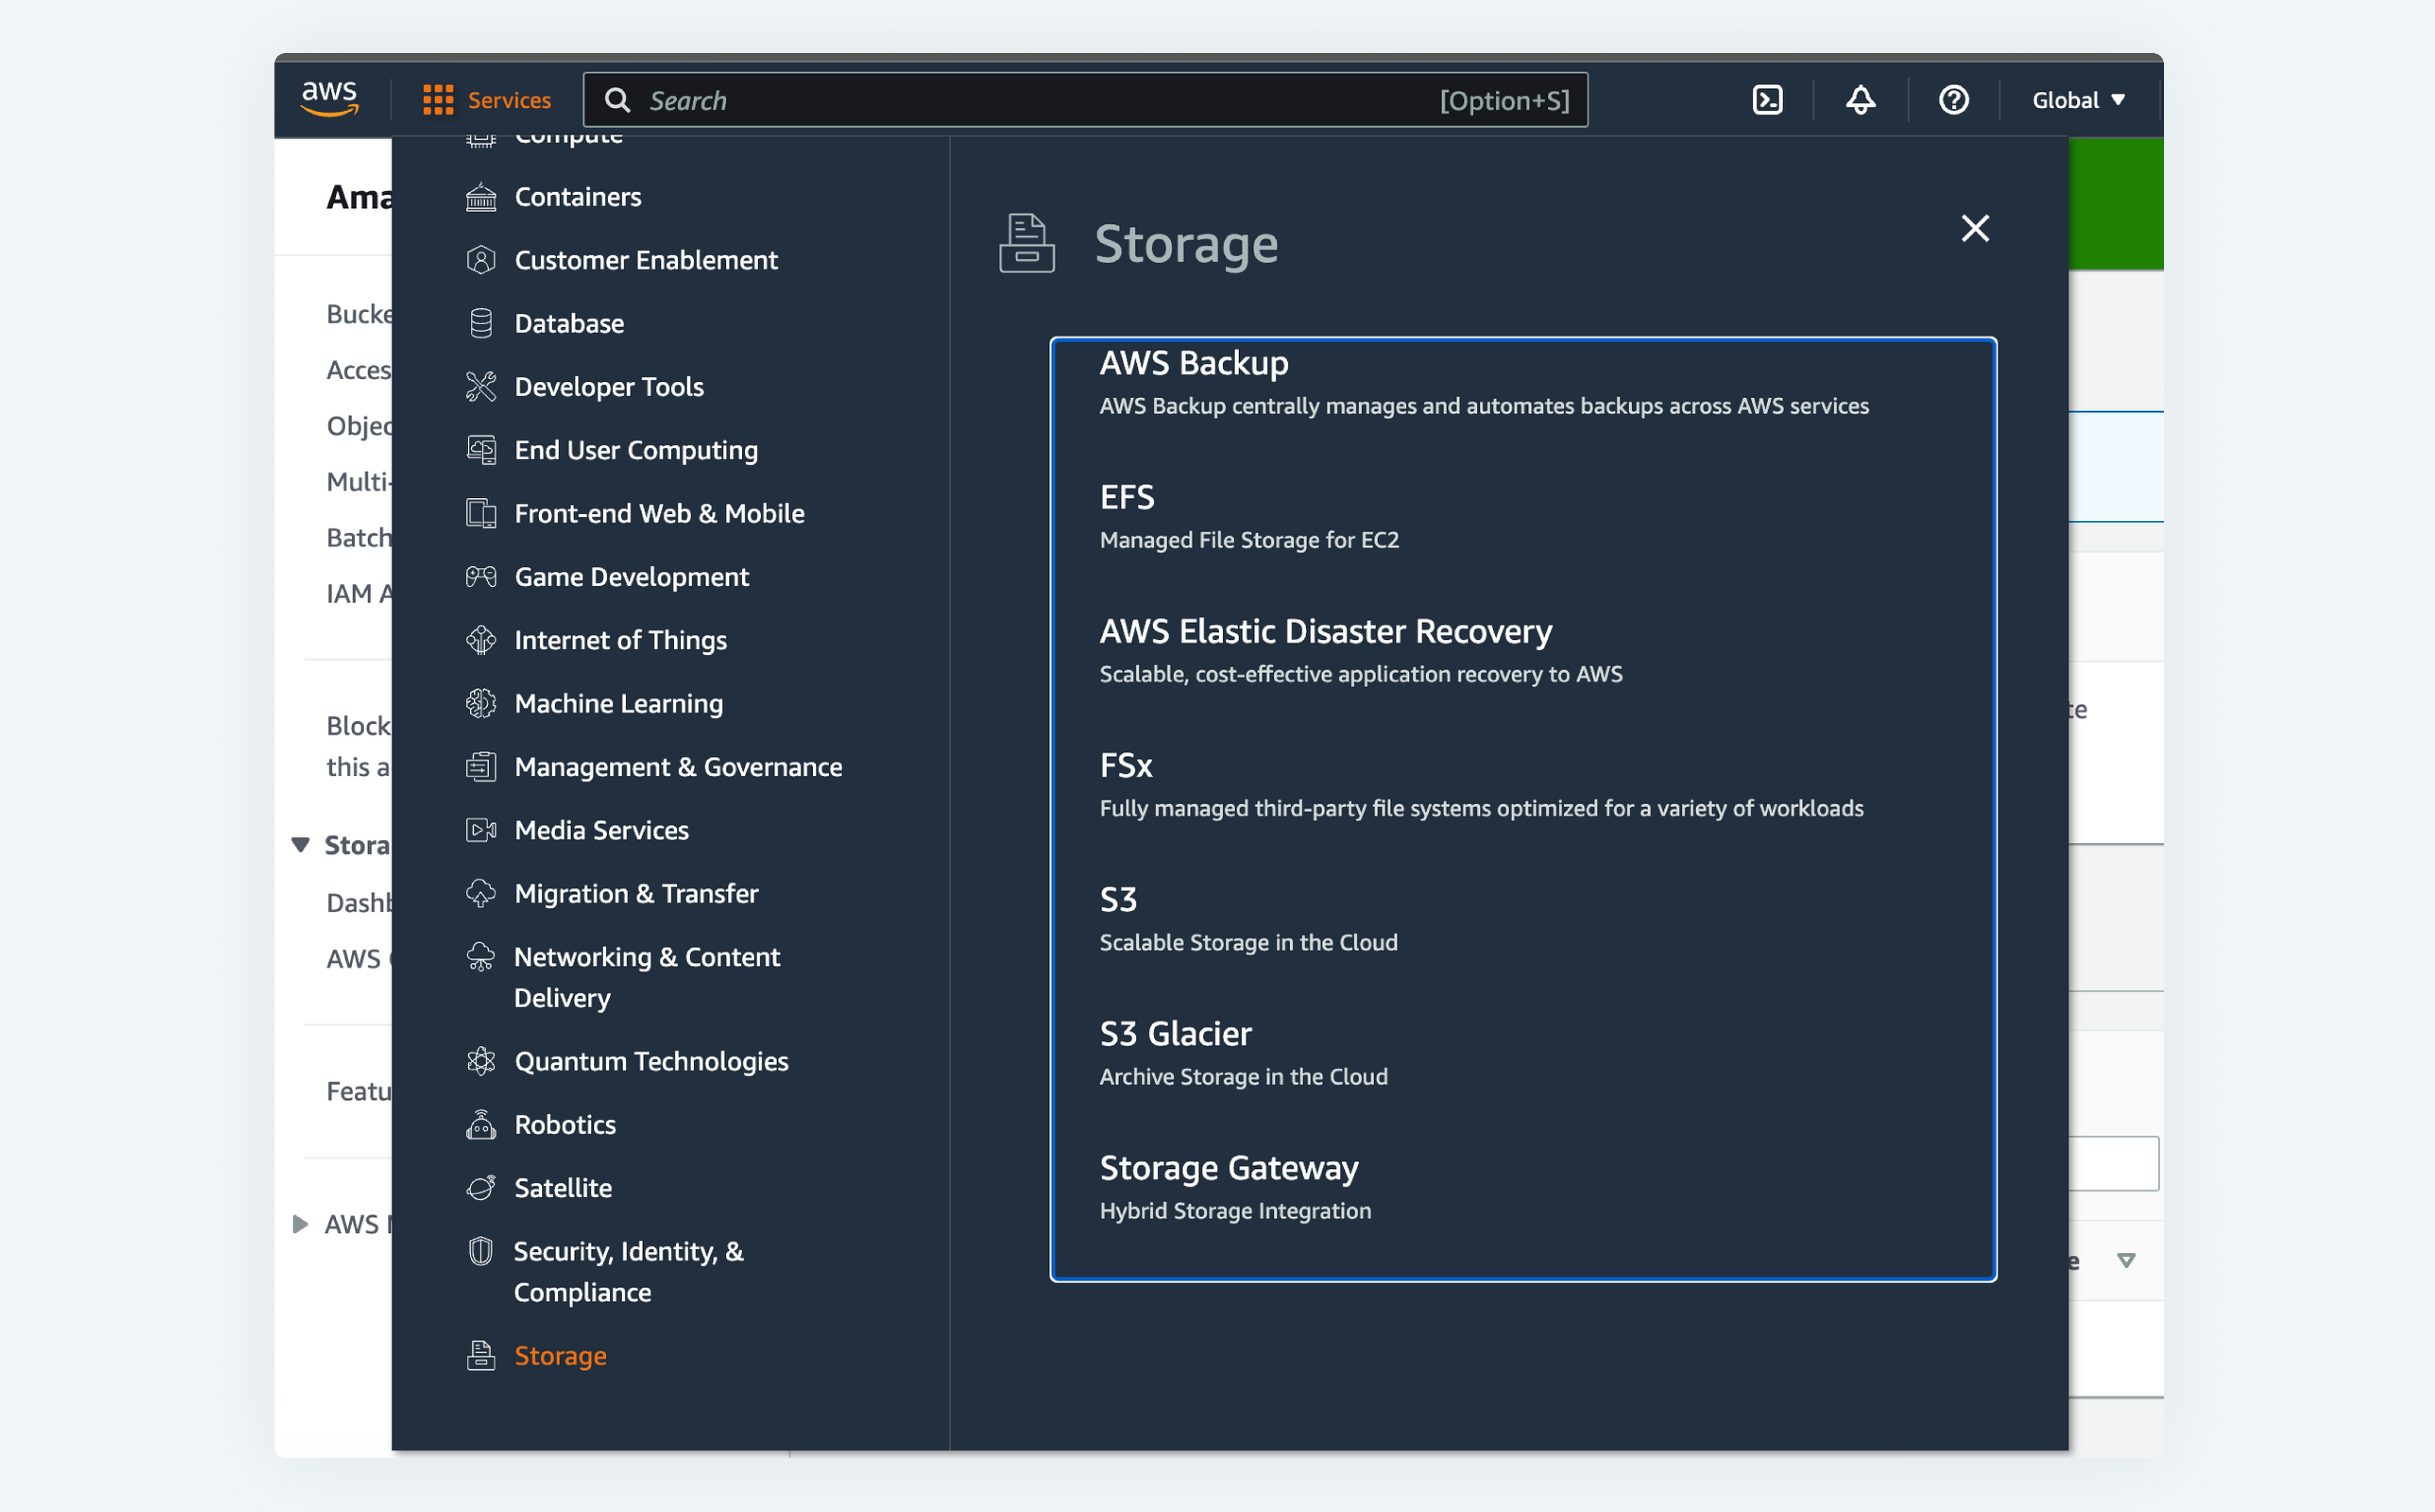 aws
Services
Search
[Option+S]
Global
Ama
Bucke
Acces
Objec
Multi-
Batch
IAM A
Block
this a
Stora
Dashb
AWS
Featu
AWS
Compute
Containers
Customer Enablement
Database
Developer Tools
End User Computing
Front-end Web & Mobile
Game Development
Internet of Things
Machine Learning
Management & Governance
Media Services
Migration & Transfer
Networking & Content
Delivery
Quantum Technologies
Robotics
Satellite
Security, Identity, &
Compliance
Storage
Storage
AWS Backup
AWS Backup centrally manages and automates backups across AWS services
EFS
Managed File Storage for EC2
AWS Elastic Disaster Recovery
Scalable, cost-effective application recovery to AWS
FSx
Fully managed third-party file systems optimized for a variety of workloads
S3
Scalable Storage in the Cloud
S3 Glacier
Archive Storage in the Cloud
Storage Gateway
Hybrid Storage Integration
te
e